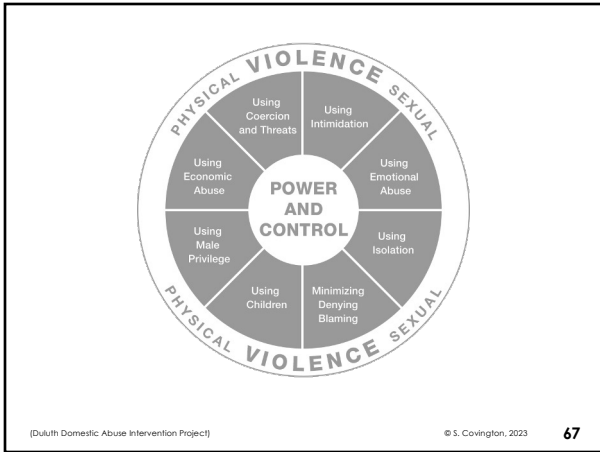 PHYSICAL VIOLENCE SEXUAL
Using
Coercion
and Threats
Using
Intimidation
Using
Emotional
Abuse
Using
Isolation
Minimizing
Denying
Blaming
Using
Children
Using
Male
Privilege
Using
Economic
Abuse
POWER
AND
CONTROL
PHYSICAL VIOLENCE SEXUAL
(Duluth Domestic Abuse Intervention Project)
© S. Covington, 2023
67